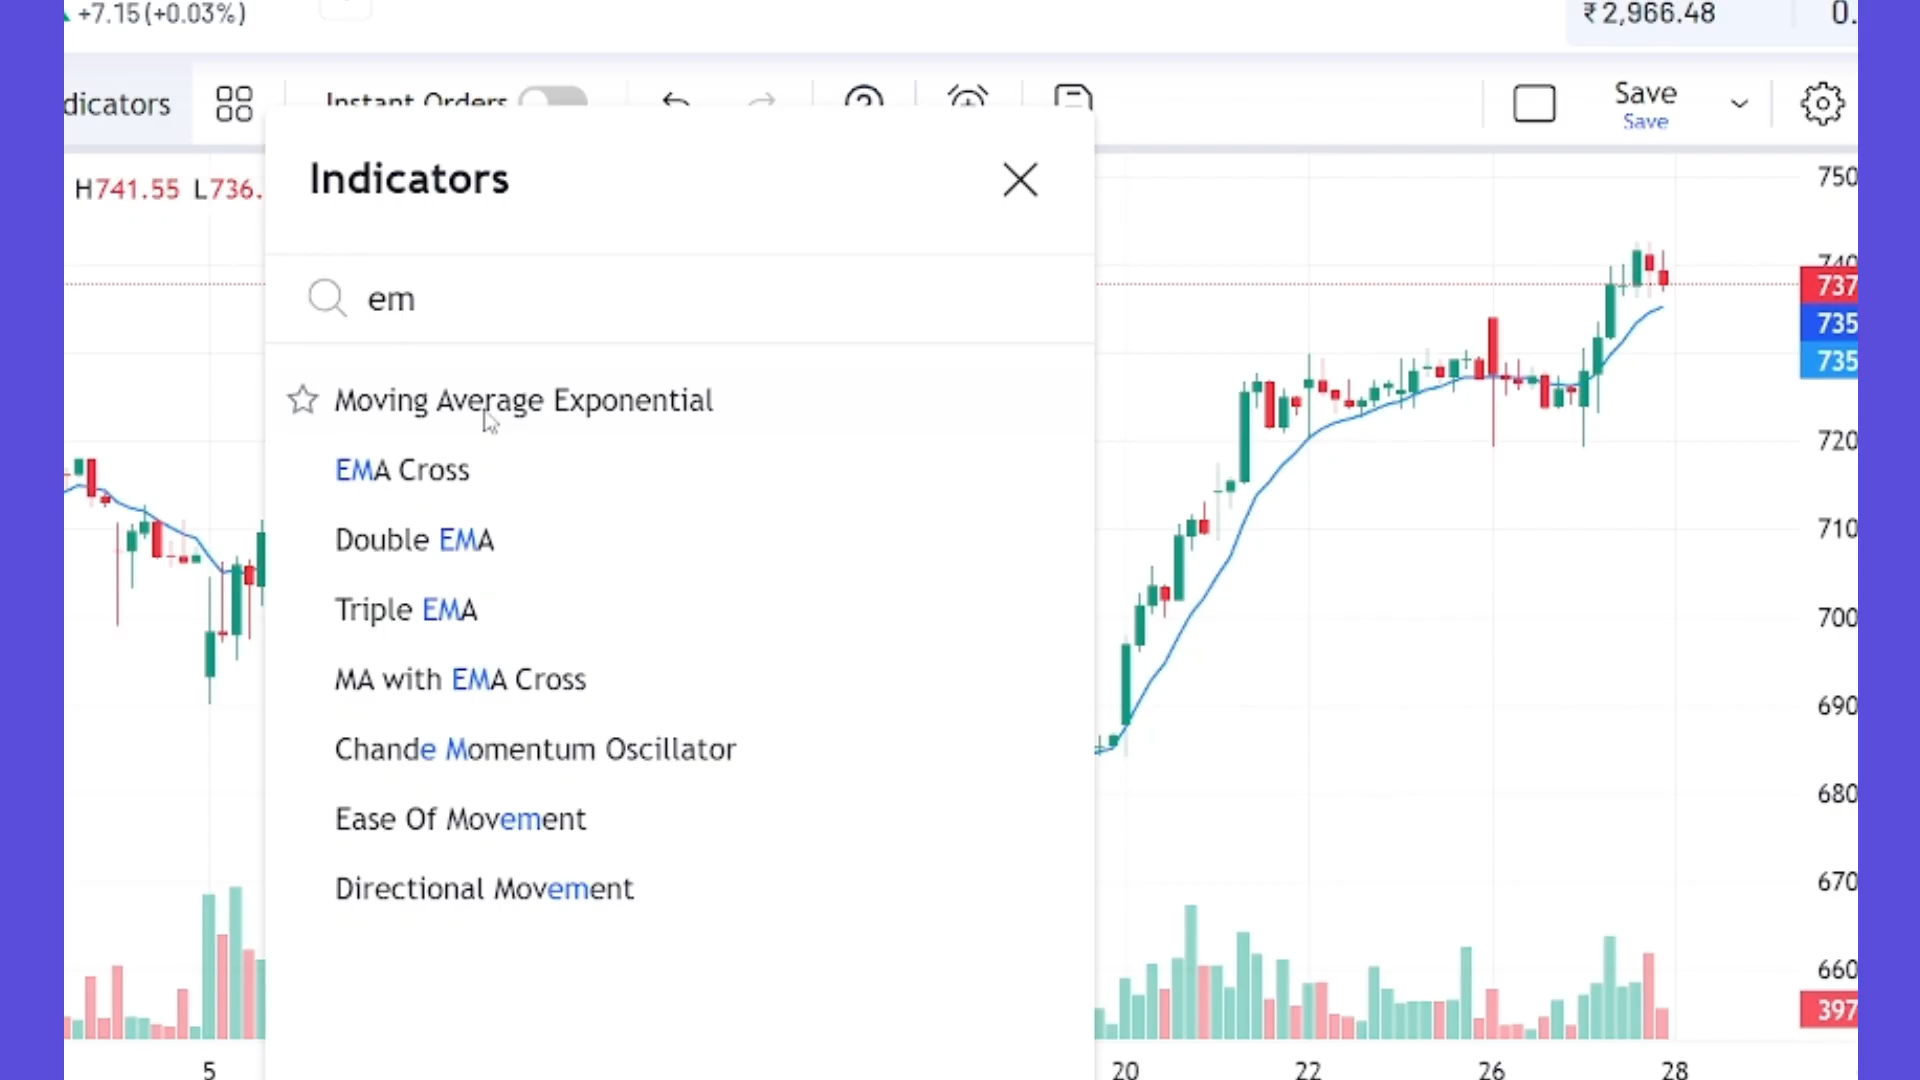 +7.15(+0.03%)
₹2,966.48
0.
dicators
Instant Orders
Save
Save
H741.55 L736.
Indicators
em
Moving Average Exponential
EMA Cross
Double EMA
Triple EMA
MA with EMA Cross
Chande Momentum Oscillator
Ease Of Movement
Directional Movement
750
740
737
735
735
720
710
700
690
680
670
660
397
5
20
22
26
28